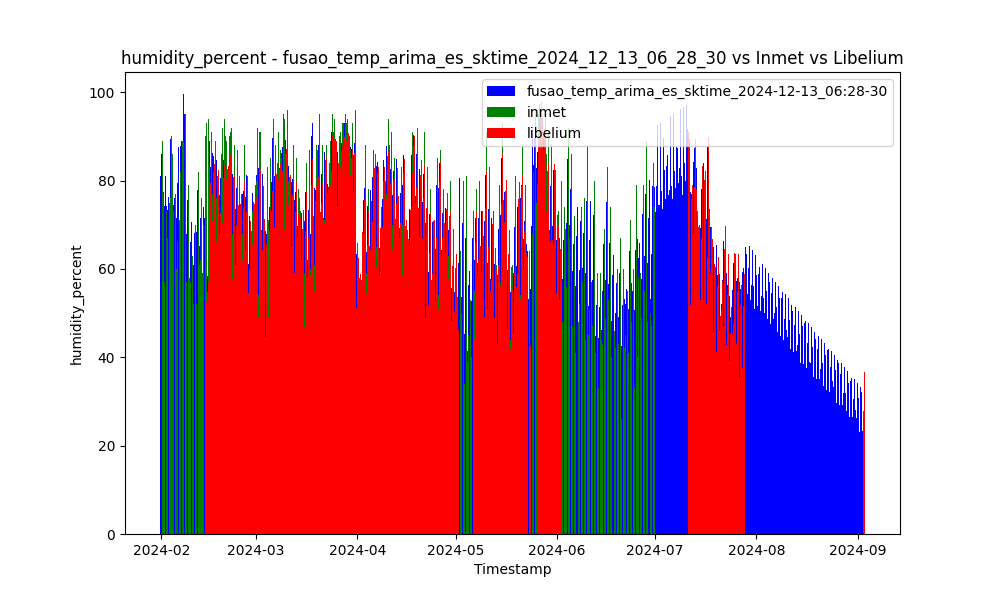 humidity_percent - fusao_temp_arima_es_sktime_2024_12_13_06_28_30 vs Inmet vs Libelium
fusao_temp_arima_es_sktime_2024-12-13_06:28-30
inmet
libelium
100
80
60
40
20
0
humidity_percent
2024-02 2024-03 2024-04 2024-05 2024-06 2024-07 2024-08 2024-09
Timestamp